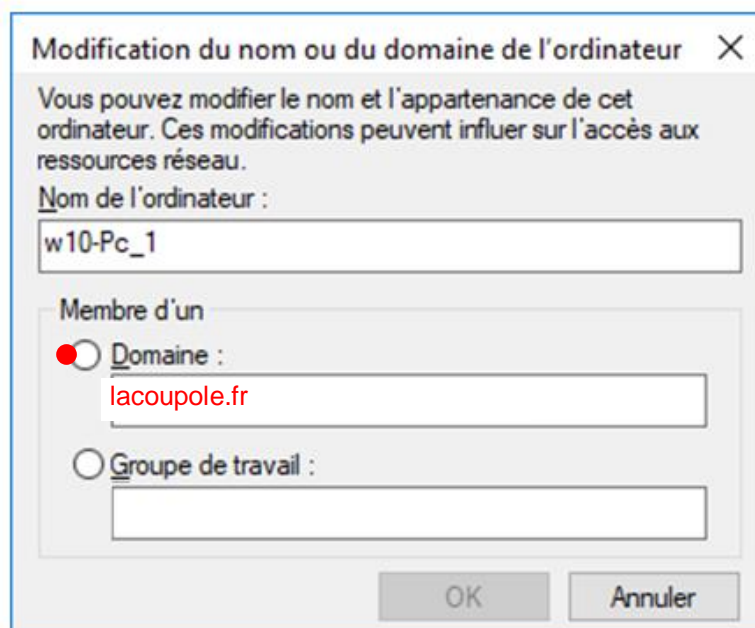 Modification du nom ou du domaine de l'ordinateur
Vous pouvez modifier le nom et l'appartenance de cet
ordinateur. Ces modifications peuvent influer sur l'accès aux
ressources réseau.
Nom de l'ordinateur :
w10-Pc_1
Membre d'un
Domaine :
lacoupole.fr
Groupe de travail :
OK Annuler